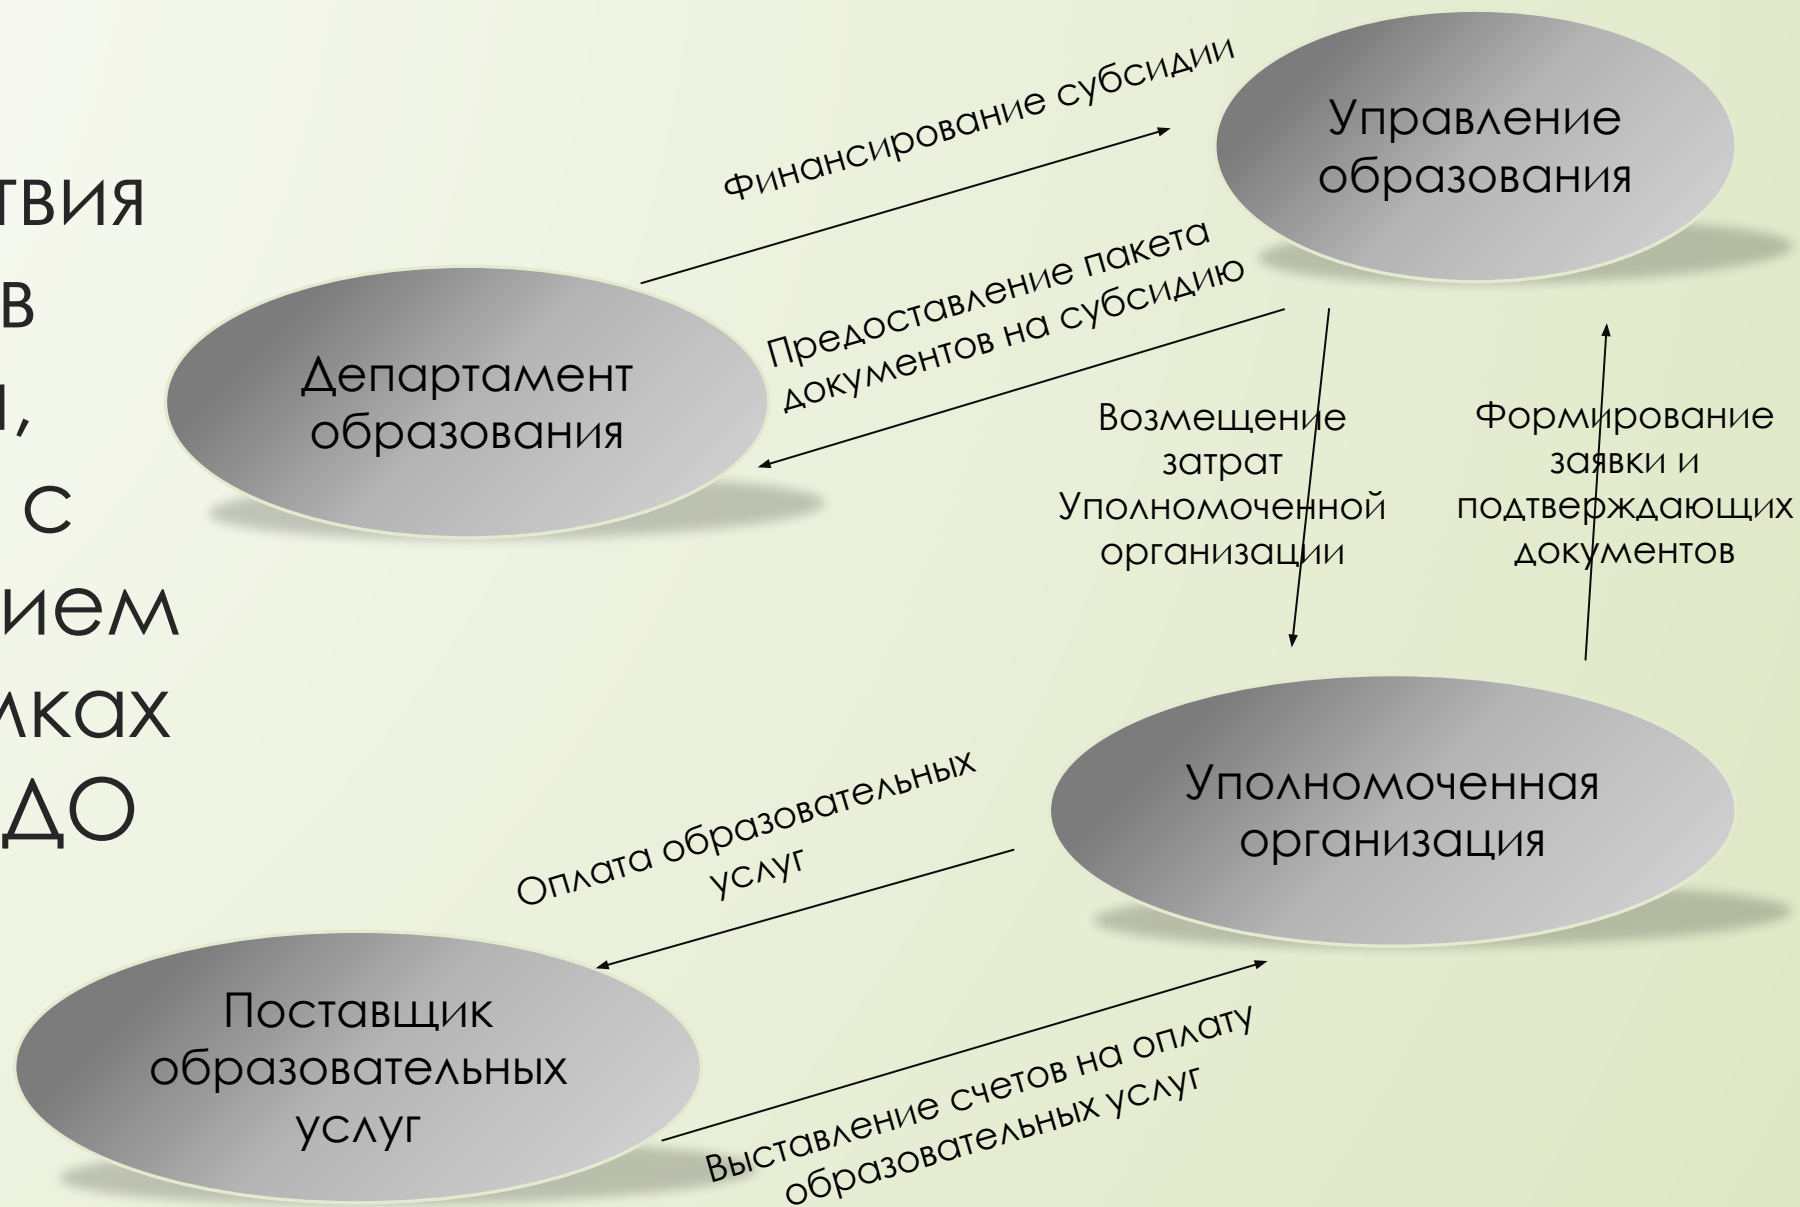 твия
в
,
с
ием
мках
ДО
Финансирование субсидии
Управление
образования
Предоставление пакета
документов на субсидию
Департамент
образования
Возмещение
затрат
Уполномоченной
организации
Формирование
заявки и
подтверждающих
документов
Уполномоченная
организация
Оплата образовательных
услуг
Поставщик
образовательных
услуг
Выставление счетов на оплату
образовательных услуг